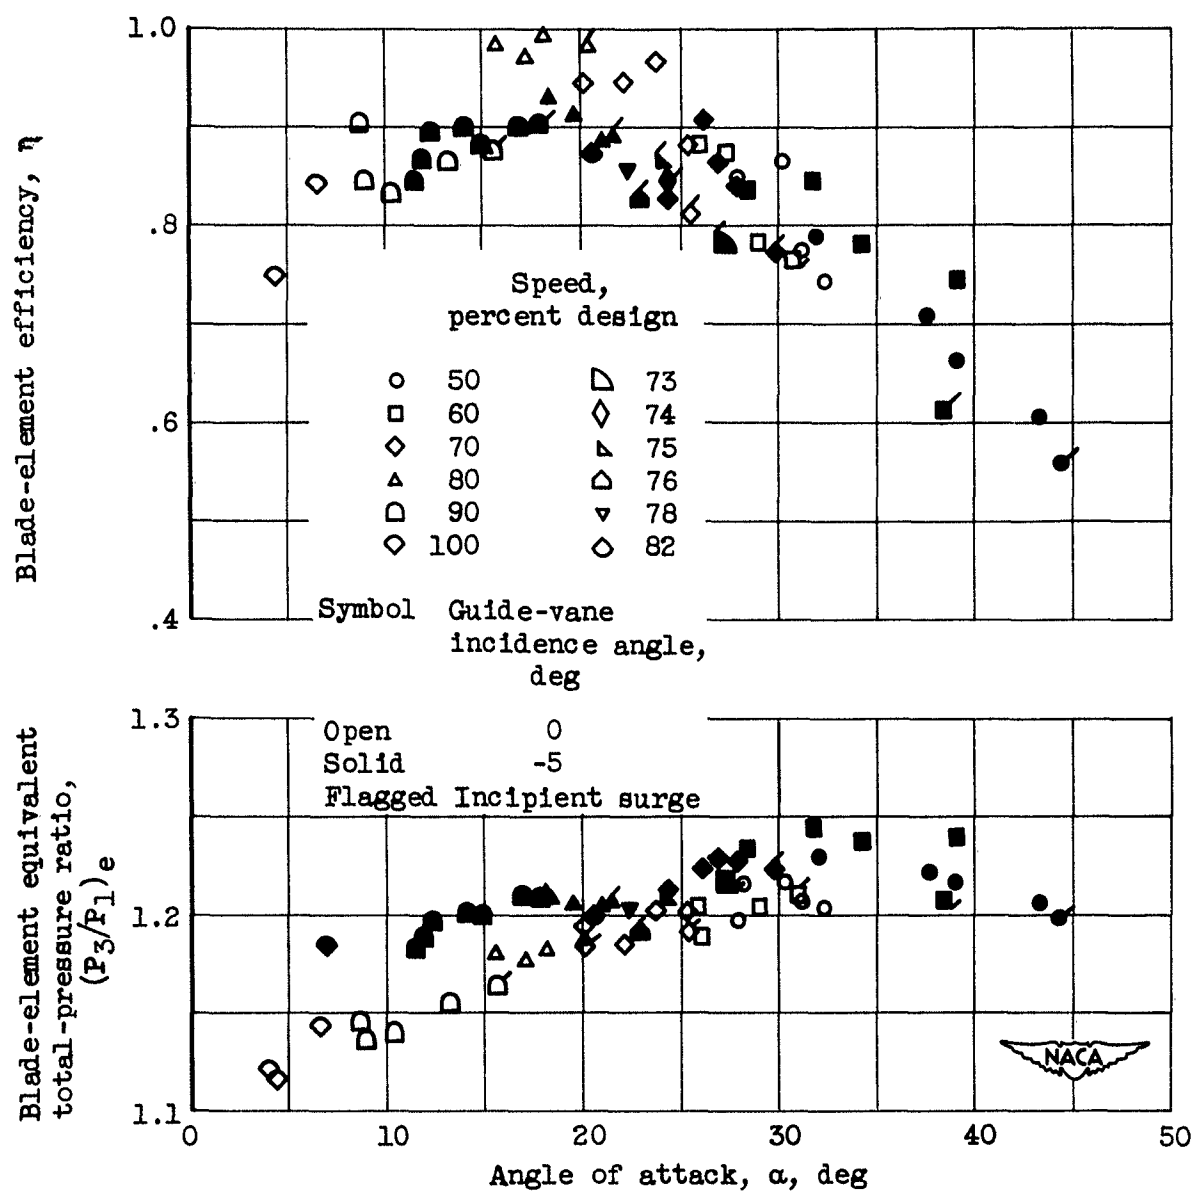 Blade-element efficiency, η
1.0
.8
.6
.4
Speed,
percent design
50 73
60 74
70 75
80 76
90 78
100 82
Symbol Guide-vane
incidence angle,
deg
Open 0
Solid -5
Flagged Incipient surge
Blade-element equivalent
total-pressure ratio,
(P3/P1)e
1.3
1.2
1.1
NACA
0 10 20 30 40 50
Angle of attack, α, deg